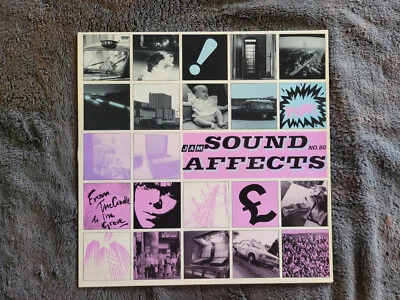 !
JAM
SOUND
NO. 80
AFFECTS
From
The Cradle
to The
Grave
£